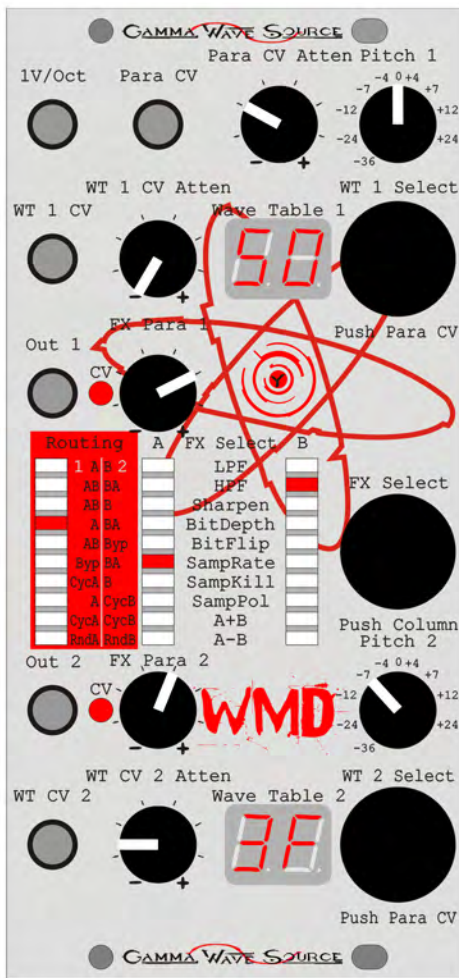 GAMMA WAVE SOURCE
Para CV Atten Pitch 1
1V/Oct Para CV
-4 0 +4
-7 +7
-12 +12
-24 +24
-36
- +
WT 1 CV Atten WT 1 Select
WT 1 CV Wave Table 1
50
- +
FX Para 1 Push Para CV
Out 1
CV
Y
- +
Routing A FX Select B
1 A B 2 LPF
AB BA HPF FX Select
AB B Sharpen
A BA BitDepth
AB Byp BitFlip
Byp BA SampRate
CycA B SampKill
A CycB SampPol
CycA CycB A+B Push Column
RndA RndB A-B Pitch 2
Out 2 FX Para 2
-4 0 +4
-7 +7
CV
WMD
-12 +12
-24 +24
-36
- +
WT CV 2 Atten WT 2 Select
WT CV 2 Wave Table 2
3F
- +
Push Para CV
GAMMA WAVE SOURCE